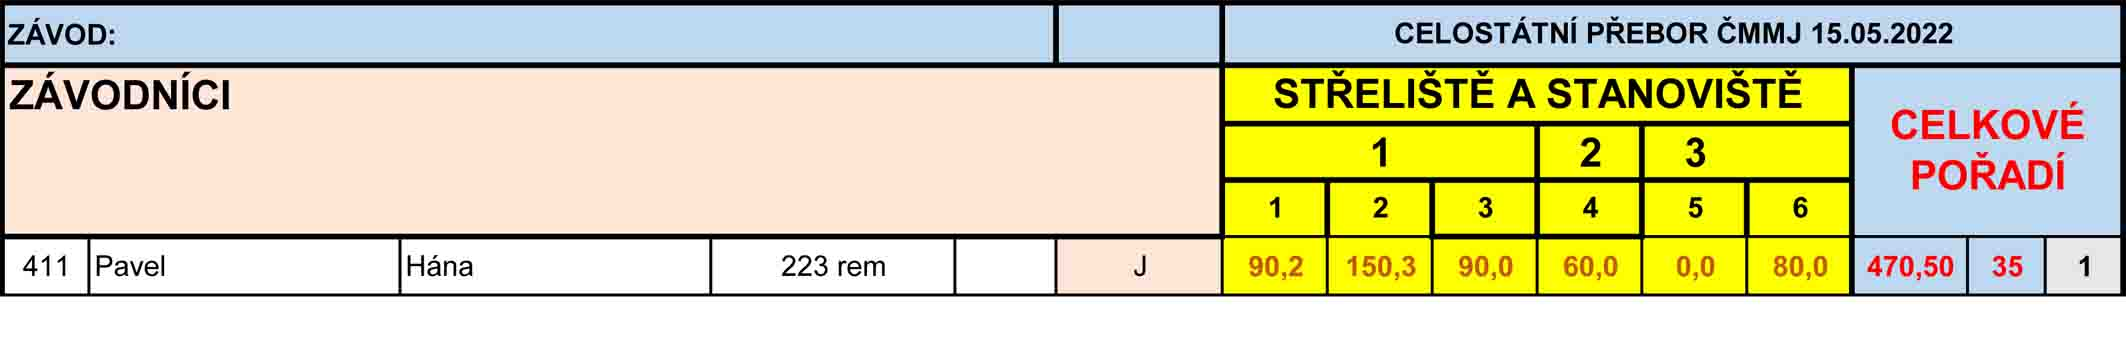 ZÁVOD: CELOSTÁTNÍ PŘEBOR ČMMJ 15.05.2022
ZÁVODNÍCI STŘELIŠTĚ A STANOVIŠTĚ
CELKOVÉ
POŘADÍ
1 2 3
1 2 3 4 5 6
411 Pavel Hána 223 rem J 90,2 150,3 90,0 60,0 0,0 80,0 470,50 35 1